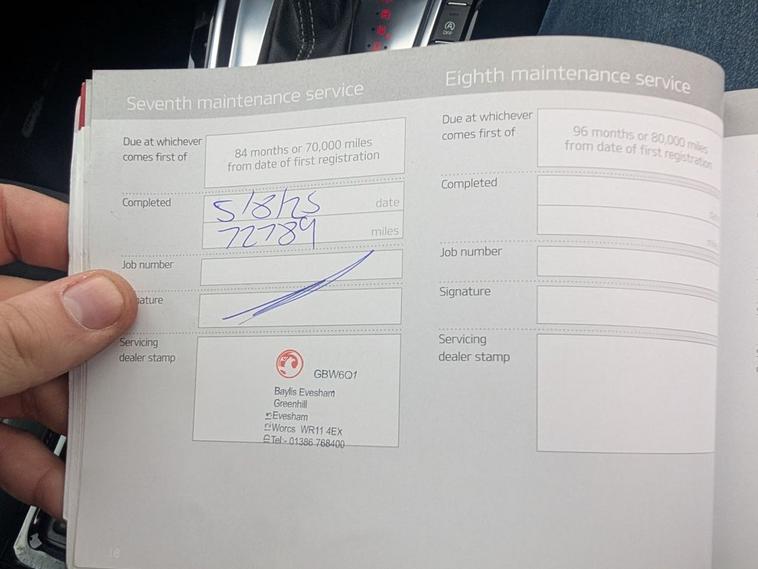 OFF
Seventh maintenance service
Due at whichever
comes first of
84 months or 70,000 miles
from date of first registration
Completed
5/8/25
date
72789
miles
Job number
ature
Servicing
dealer stamp
GBW6Q1
Baylis Evesham
Greenhill
Evesham
Worcs WR11 4EX
Tel:- 01386 768400
18
Eighth maintenance service
Due at whichever
comes first of
96 months or 80,000 miles
from date of first registration
Completed
Job number
Signature
Servicing
dealer stamp